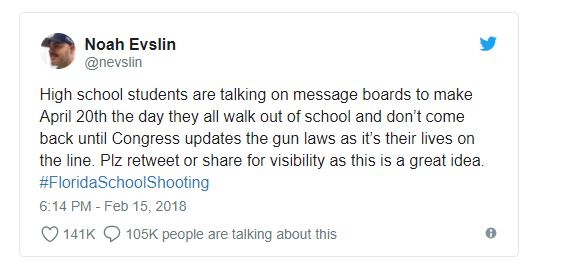 Noah Evslin
@nevslin
High school students are talking on message boards to make
April 20th the day they all walk out of school and don’t come
back until Congress updates the gun laws as it’s their lives on
the line. Plz retweet or share for visibility as this is a great idea.
#FloridaSchoolShooting
6:14 PM - Feb 15, 2018
141K 105K people are talking about this